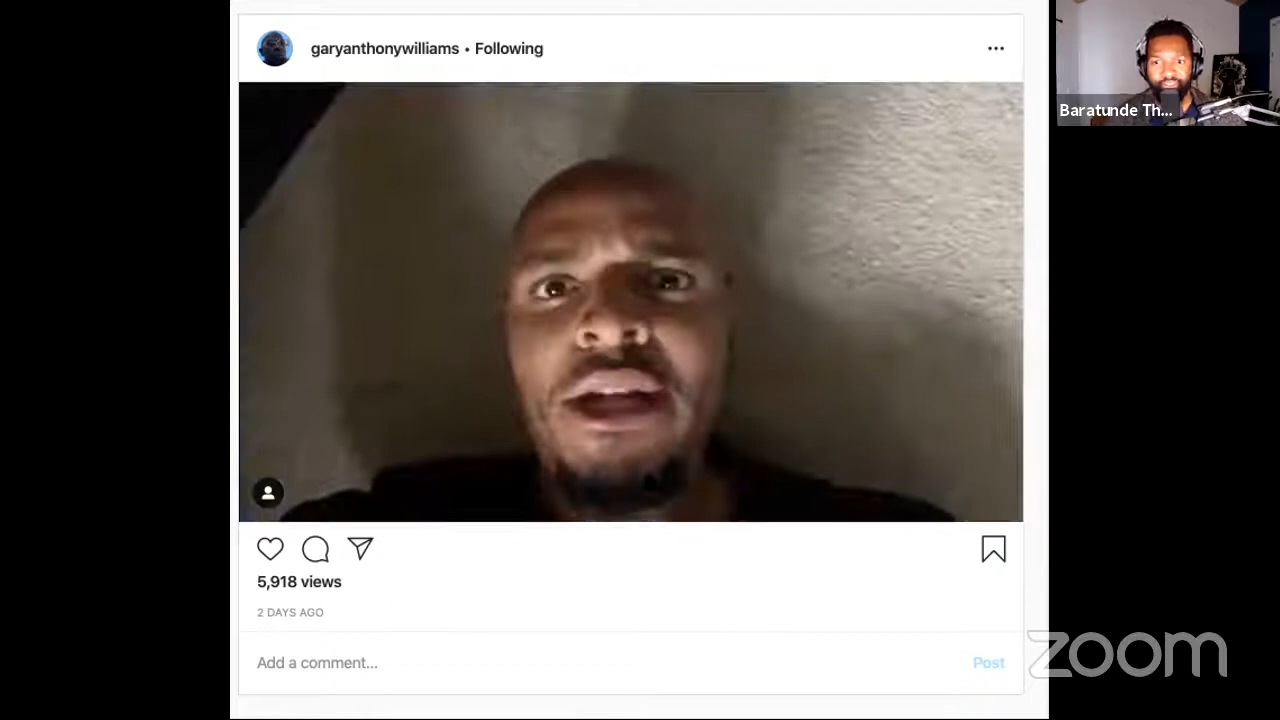 garyanthonywilliams • Following
Baratunde Th...
5,918 views
2 DAYS AGO
Add a comment...
Post
zoom